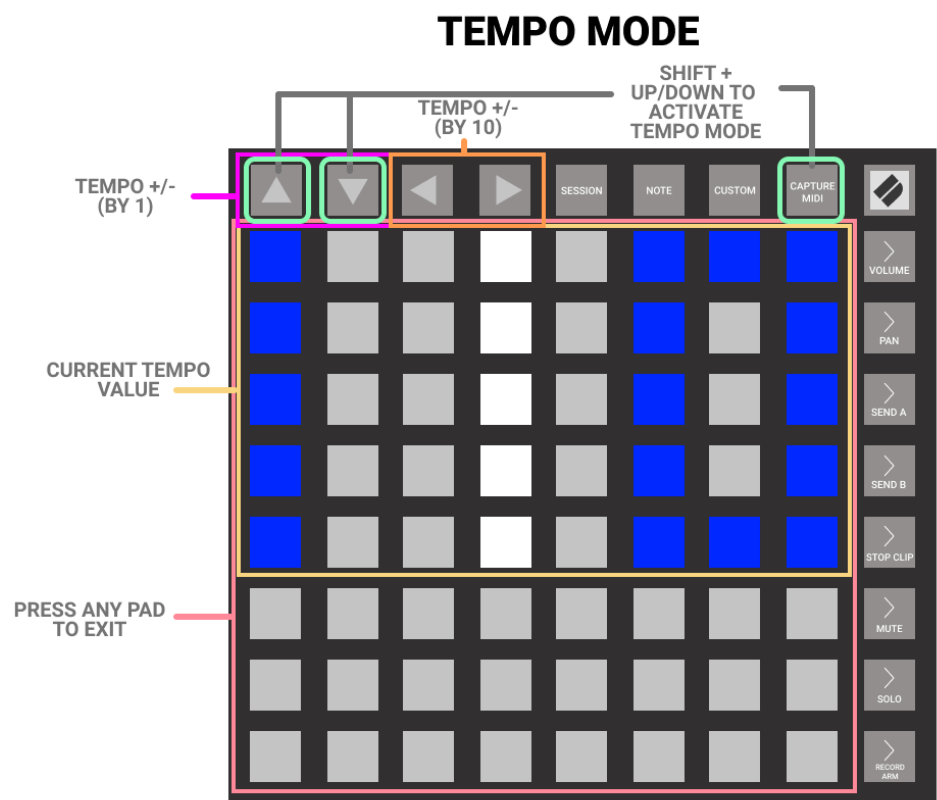 TEMPO MODE
SHIFT +
UP/DOWN TO
ACTIVATE
TEMPO MODE
TEMPO +/-
(BY 10)
TEMPO +/-
(BY 1)
SESSION
NOTE
CUSTOM
CAPTURE
MIDI
VOLUME
PAN
CURRENT TEMPO
VALUE
SEND A
SEND B
STOP CLIP
PRESS ANY PAD
TO EXIT
MUTE
SOLO
RECORD
ARM